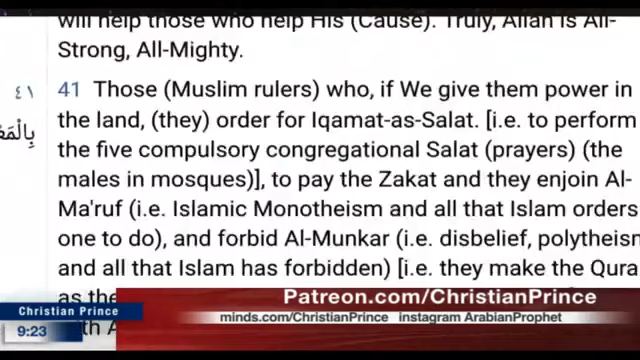 will help those who help His (Cause). Truly, Allah is All-
Strong, All-Mighty.
٤١
41 Those (Muslim rulers) who, if We give them power in
the land, (they) order for Iqamat-as-Salat. [i.e. to perform
the five compulsory congregational Salat (prayers) (the
males in mosques)], to pay the Zakat and they enjoin Al-
Ma'ruf (i.e. Islamic Monotheism and all that Islam orders
one to do), and forbid Al-Munkar (i.e. disbelief, polytheism
and all that Islam has forbidden) [i.e. they make the Qura
as the
Patreon.com/ChristianPrince
Christian Prince
minds.com/ChristianPrince instagram ArabianProphet
9:23